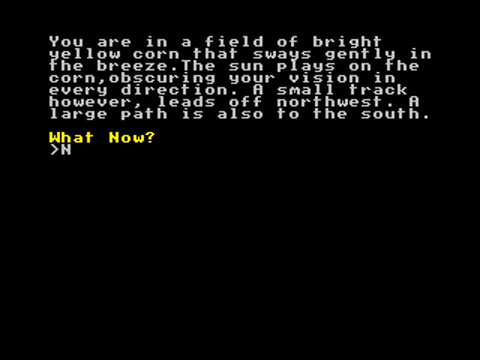 You are in a field of bright
yellow corn that sways gently in
the breeze.The sun plays on the
corn,obscuring your vision in
every direction. A small track
however, leads off northwest. A
large path is also to the south.
What Now?
>N